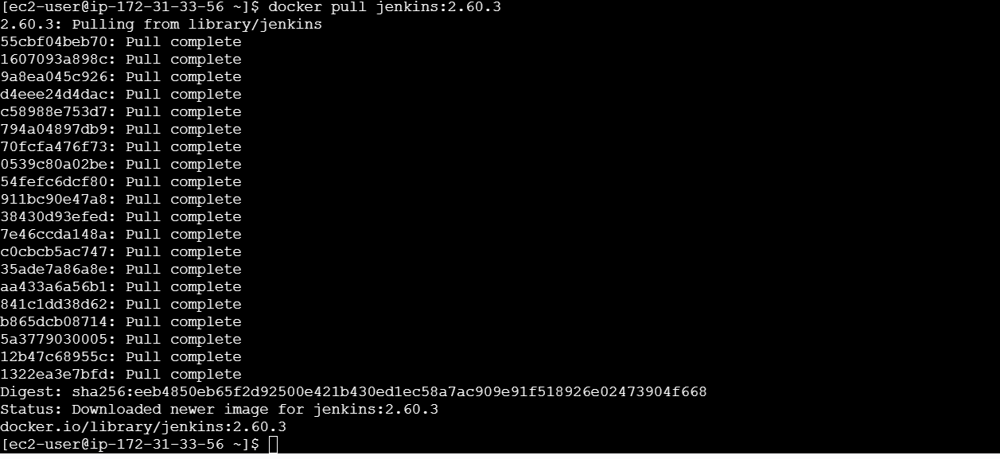 [ec2-user@ip-172-31-33-56 ~]$ docker pull jenkins:2.60.3
2.60.3: Pulling from library/jenkins
55cbf04beb70: Pull complete
1607093a898c: Pull complete
9a8ea045c926: Pull complete
d4eee24d4dac: Pull complete
c58988e753d7: Pull complete
794a04897db9: Pull complete
70fcfa476f73: Pull complete
0539c80a02be: Pull complete
54fefc6dcf80: Pull complete
911bc90e47a8: Pull complete
38430d93efed: Pull complete
7e46ccda148a: Pull complete
c0cbcb5ac747: Pull complete
35ade7a86a8e: Pull complete
aa433a6a56b1: Pull complete
841c1dd38d62: Pull complete
b865dcb08714: Pull complete
5a3779030005: Pull complete
12b47c68955c: Pull complete
1322ea3e7bfd: Pull complete
Digest: sha256:eeb4850eb65f2d92500e421b430ed1ec58a7ac909e91f518926e02473904f668
Status: Downloaded newer image for jenkins:2.60.3
docker.io/library/jenkins:2.60.3
[ec2-user@ip-172-31-33-56 ~]$